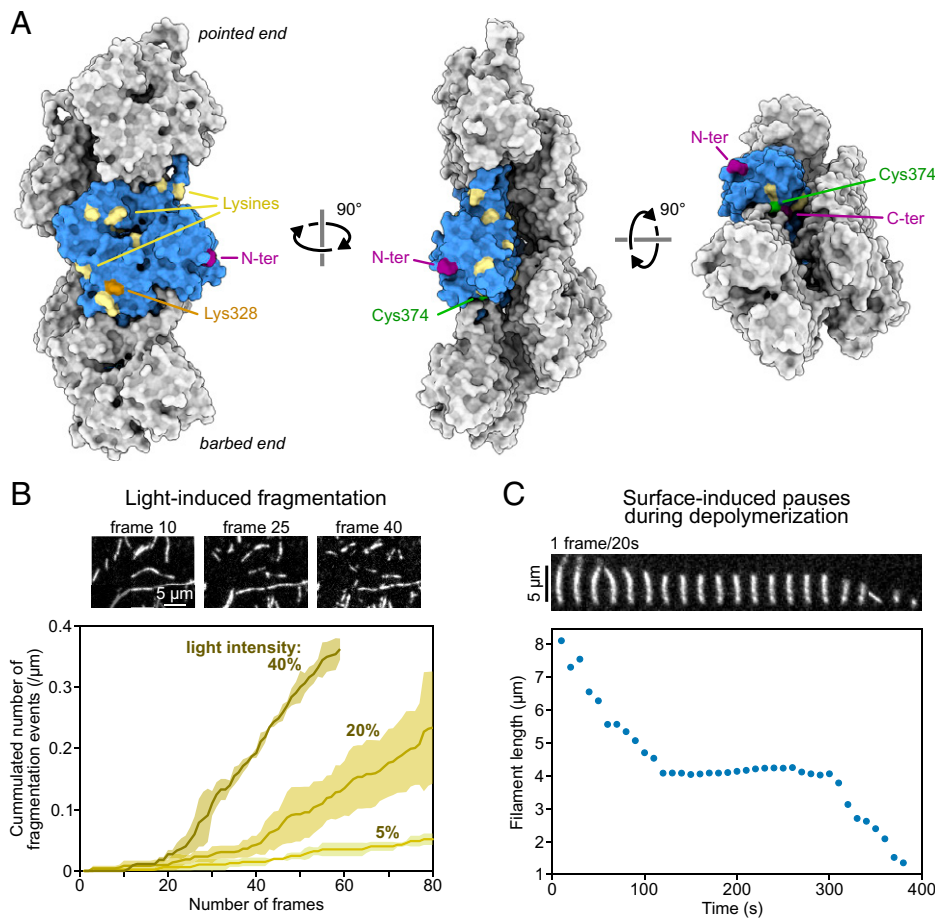 A
pointed end
Lysines
N-ter
Lys328
barbed end
90°
N-ter
Cys374
90°
N-ter
Cys374
C-ter
B
Light-induced fragmentation
frame 10
frame 25
frame 40
5 µm
Cummulated number of
fragmentation events (/µm)
0.4
0.3
0.2
0.1
0
light intensity:
40%
20%
5%
0
20
40
60
80
Number of frames
C
Surface-induced pauses
during depolymerization
1 frame/20s
5 µm
Filament length (µm)
8
7
6
5
4
3
2
1
0
100
200
300
400
Time (s)